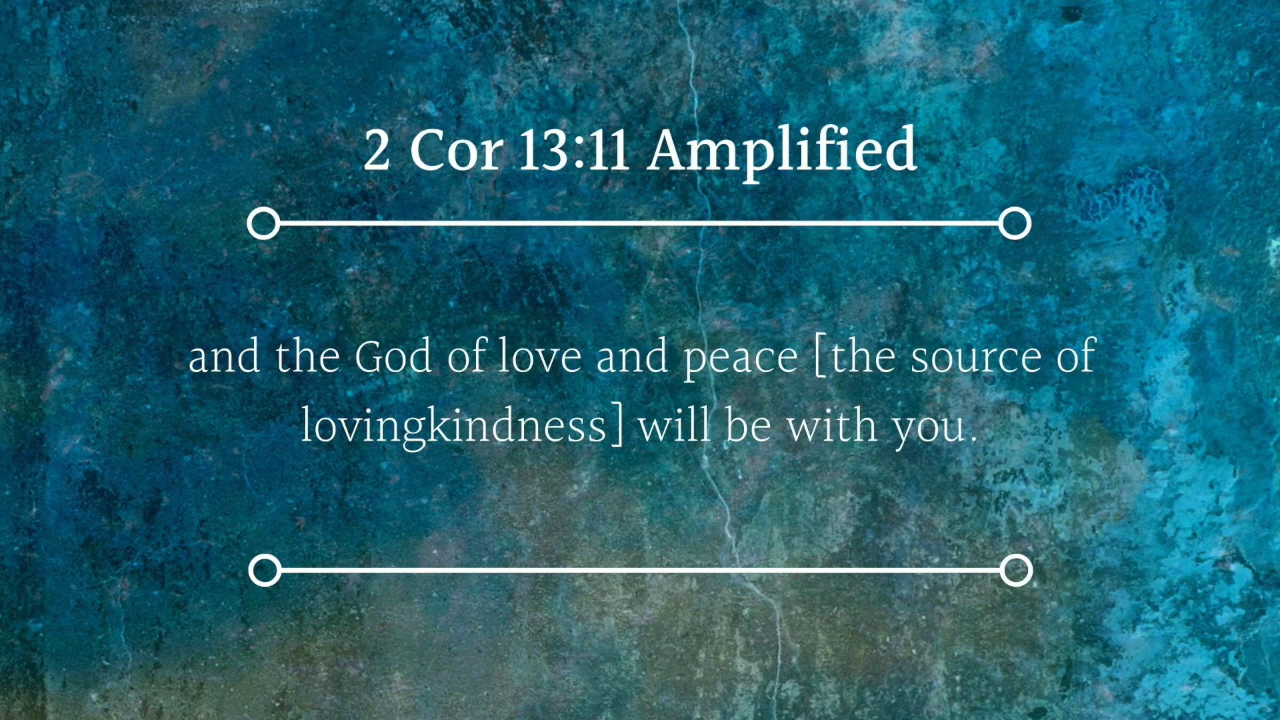 2 Cor 13:11 Amplified
and the God of love and peace [the source of
lovingkindness] will be with you.